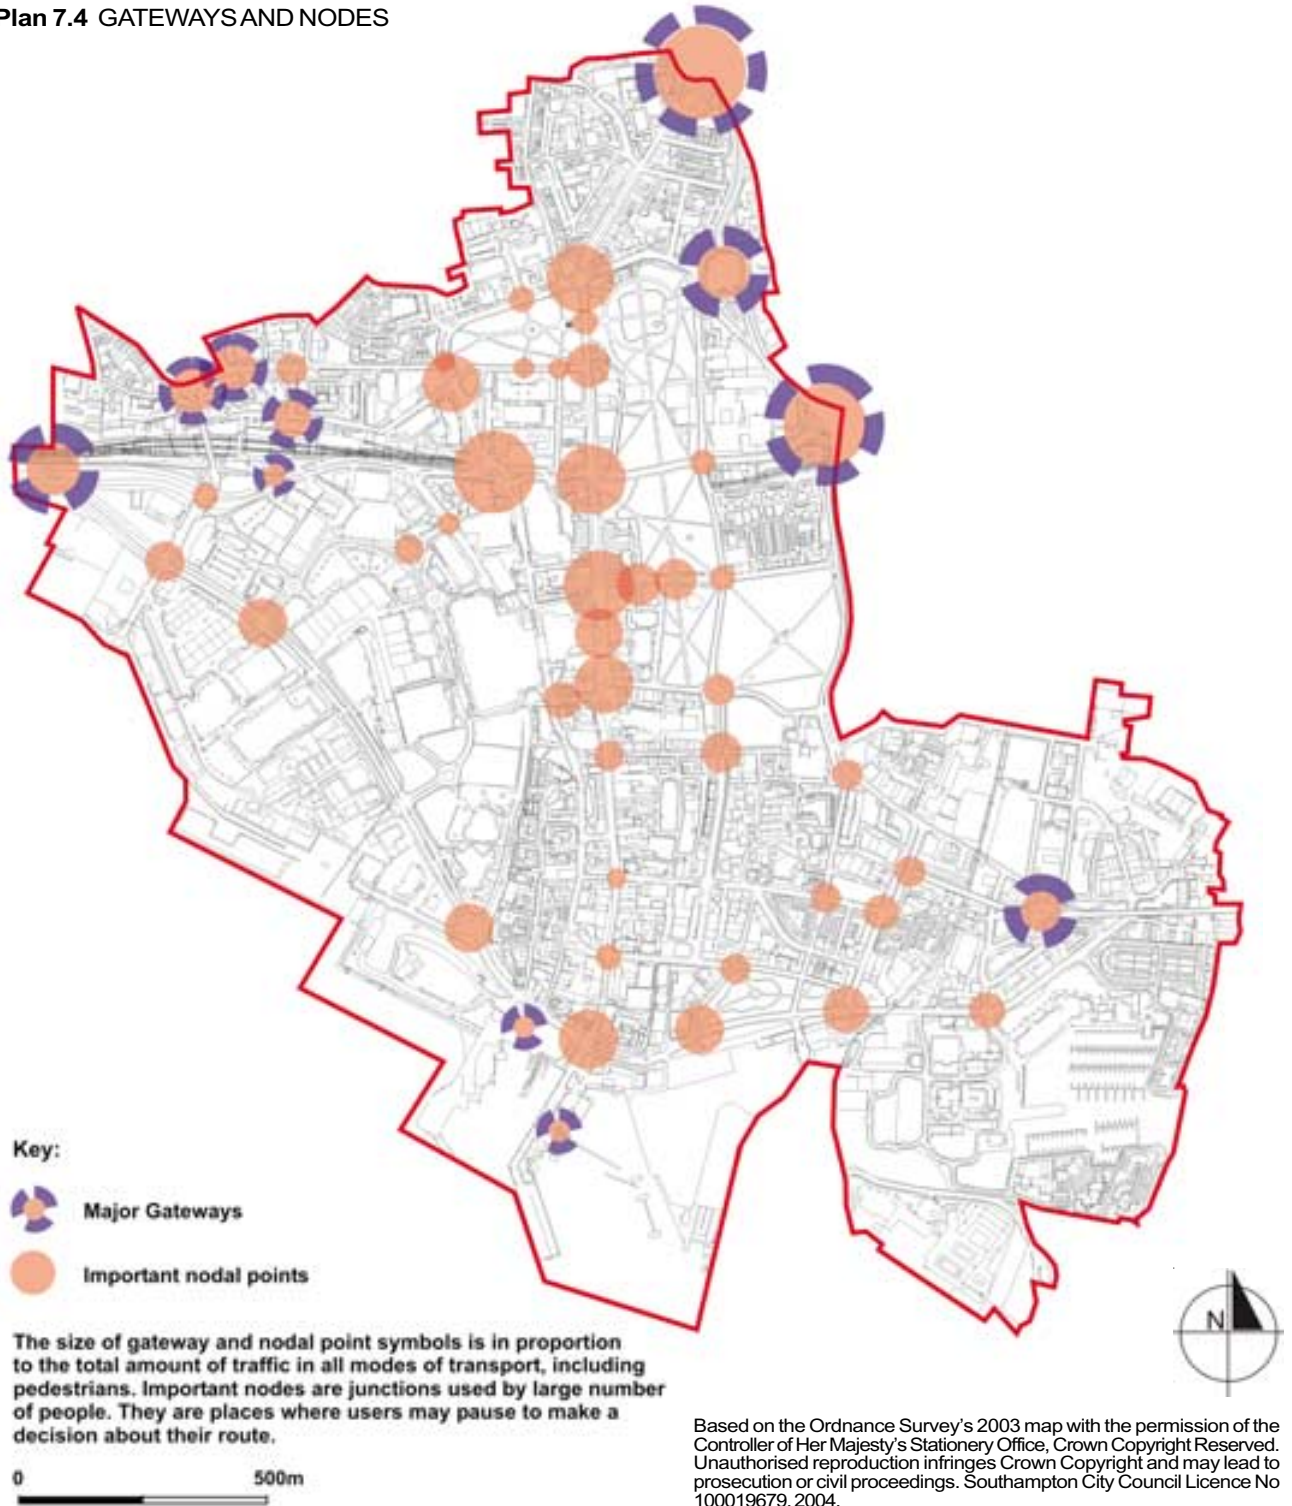 Plan 7.4 GATEWAYS AND NODES
Key:
Major Gateways
Important nodal points
The size of gateway and nodal point symbols is in proportion
to the total amount of traffic in all modes of transport, including
pedestrians. Important nodes are junctions used by large number
of people. They are places where users may pause to make a
decision about their route.
0 500m
N
Based on the Ordnance Survey's 2003 map with the permission of the
Controller of Her Majesty's Stationery Office, Crown Copyright Reserved.
Unauthorised reproduction infringes Crown Copyright and may lead to
prosecution or civil proceedings. Southampton City Council Licence No
100019679. 2004.